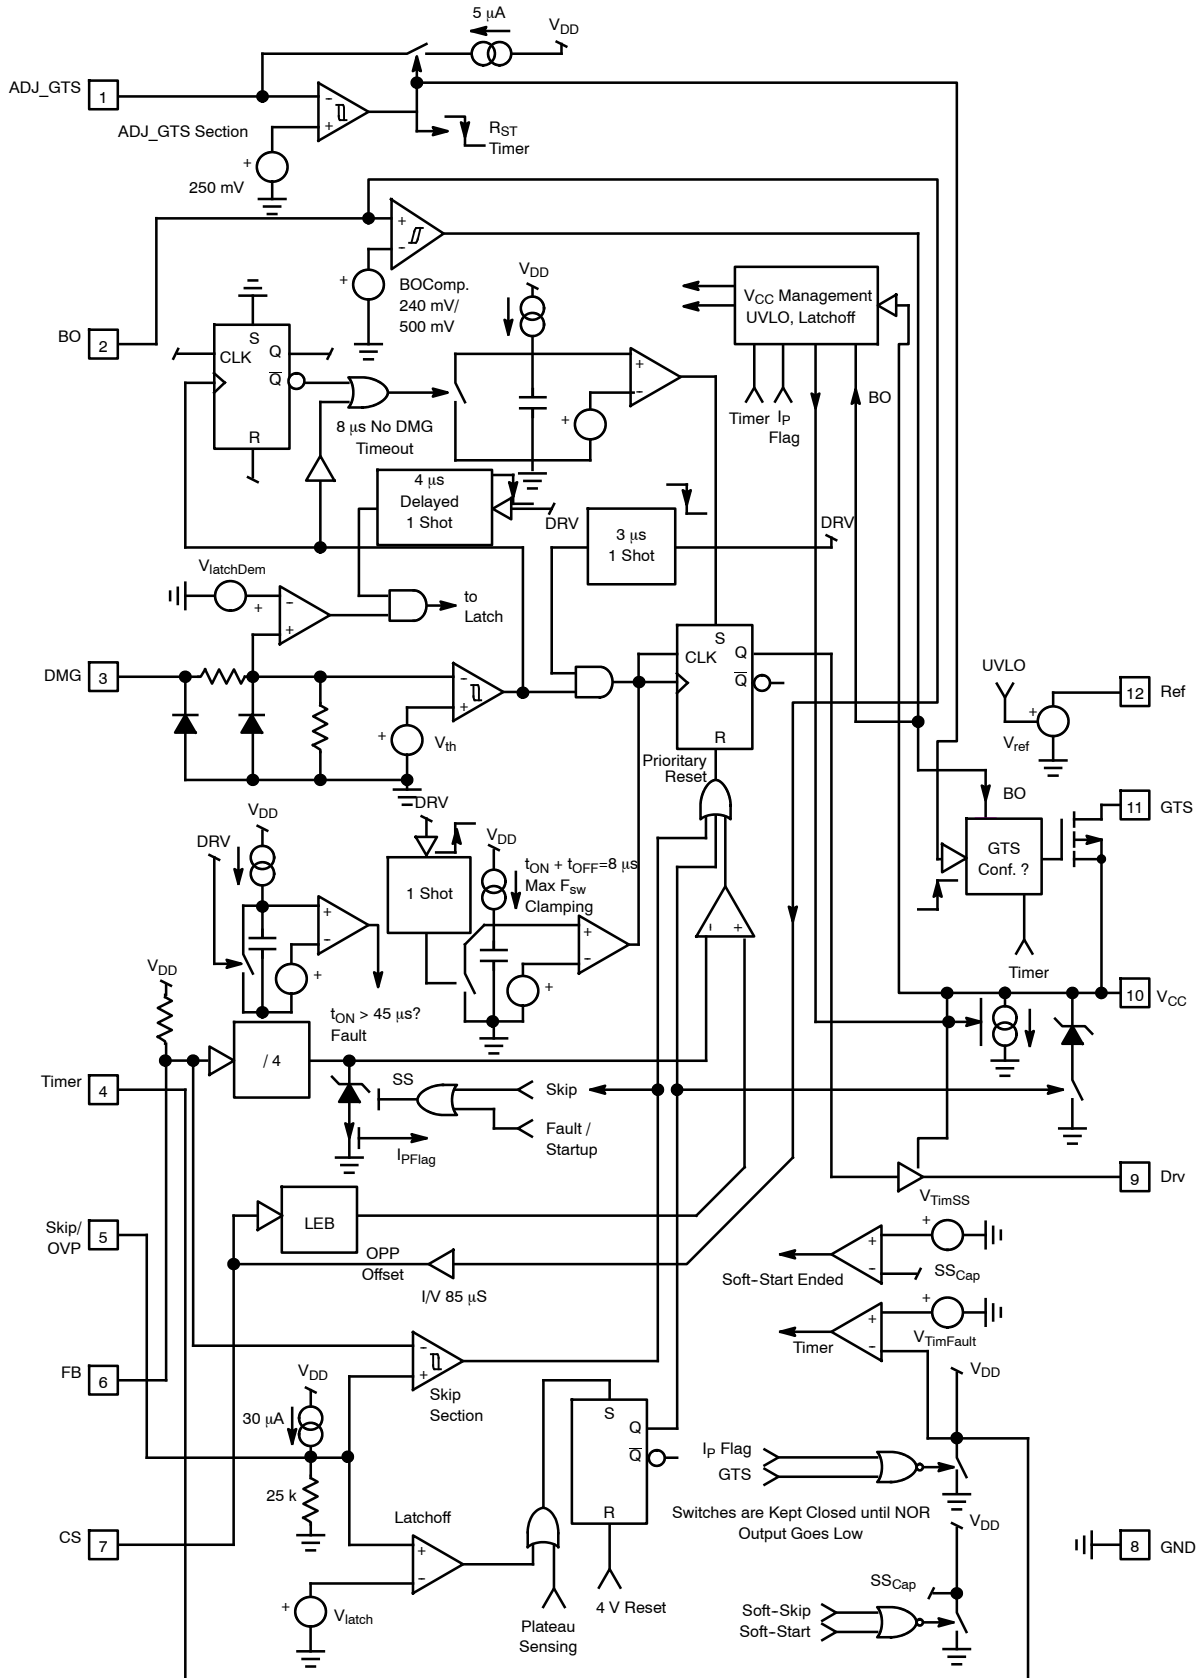 5 μA
VDD
ADJ_GTS
1
-
+
ADJ_GTS Section
RST
Timer
+
250 mV
+
-
+
BOComp.
240 mV/
500 mV
VDD
VCC Management
UVLO, Latchoff
BO
2
S
CLK
Q
Q
R
8 μs No DMG
Timeout
+
-
+
Timer
IP
Flag
BO
4 μs
Delayed
1 Shot
DRV
3 μs
1 Shot
DRV
VlatchDem
+
-
+
to
Latch
DMG
3
-
+
+
Vth
S
CLK
Q
Q
R
Prioritary
Reset
UVLO
+
Vref
12
Ref
BO
11
GTS
GTS
Conf. ?
Timer
VDD
DRV
+
-
+
tON > 45 μs?
Fault
DRV
1 Shot
VDD
tON + tOFF=8 μs
Max Fsw
Clamping
+
-
+
-
+
10
VCC
VDD
/ 4
Timer
4
SS
Skip
Fault /
Startup
IPFlag
9
Drv
LEB
Skip/
OVP
5
OPP
Offset
I/V 85 μS
VTimSS
+
+
-
Soft-Start Ended
SSCap
+
+
-
Timer
VTimFault
FB
6
VDD
30 μA
-
+
Skip
Section
25 k
S
Q
Q
R
VDD
IP Flag
GTS
Switches are Kept Closed until NOR
Output Goes Low
CS
7
Latchoff
+
-
+
Vlatch
Plateau
Sensing
4 V Reset
VDD
8
GND
SSCap
Soft-Skip
Soft-Start